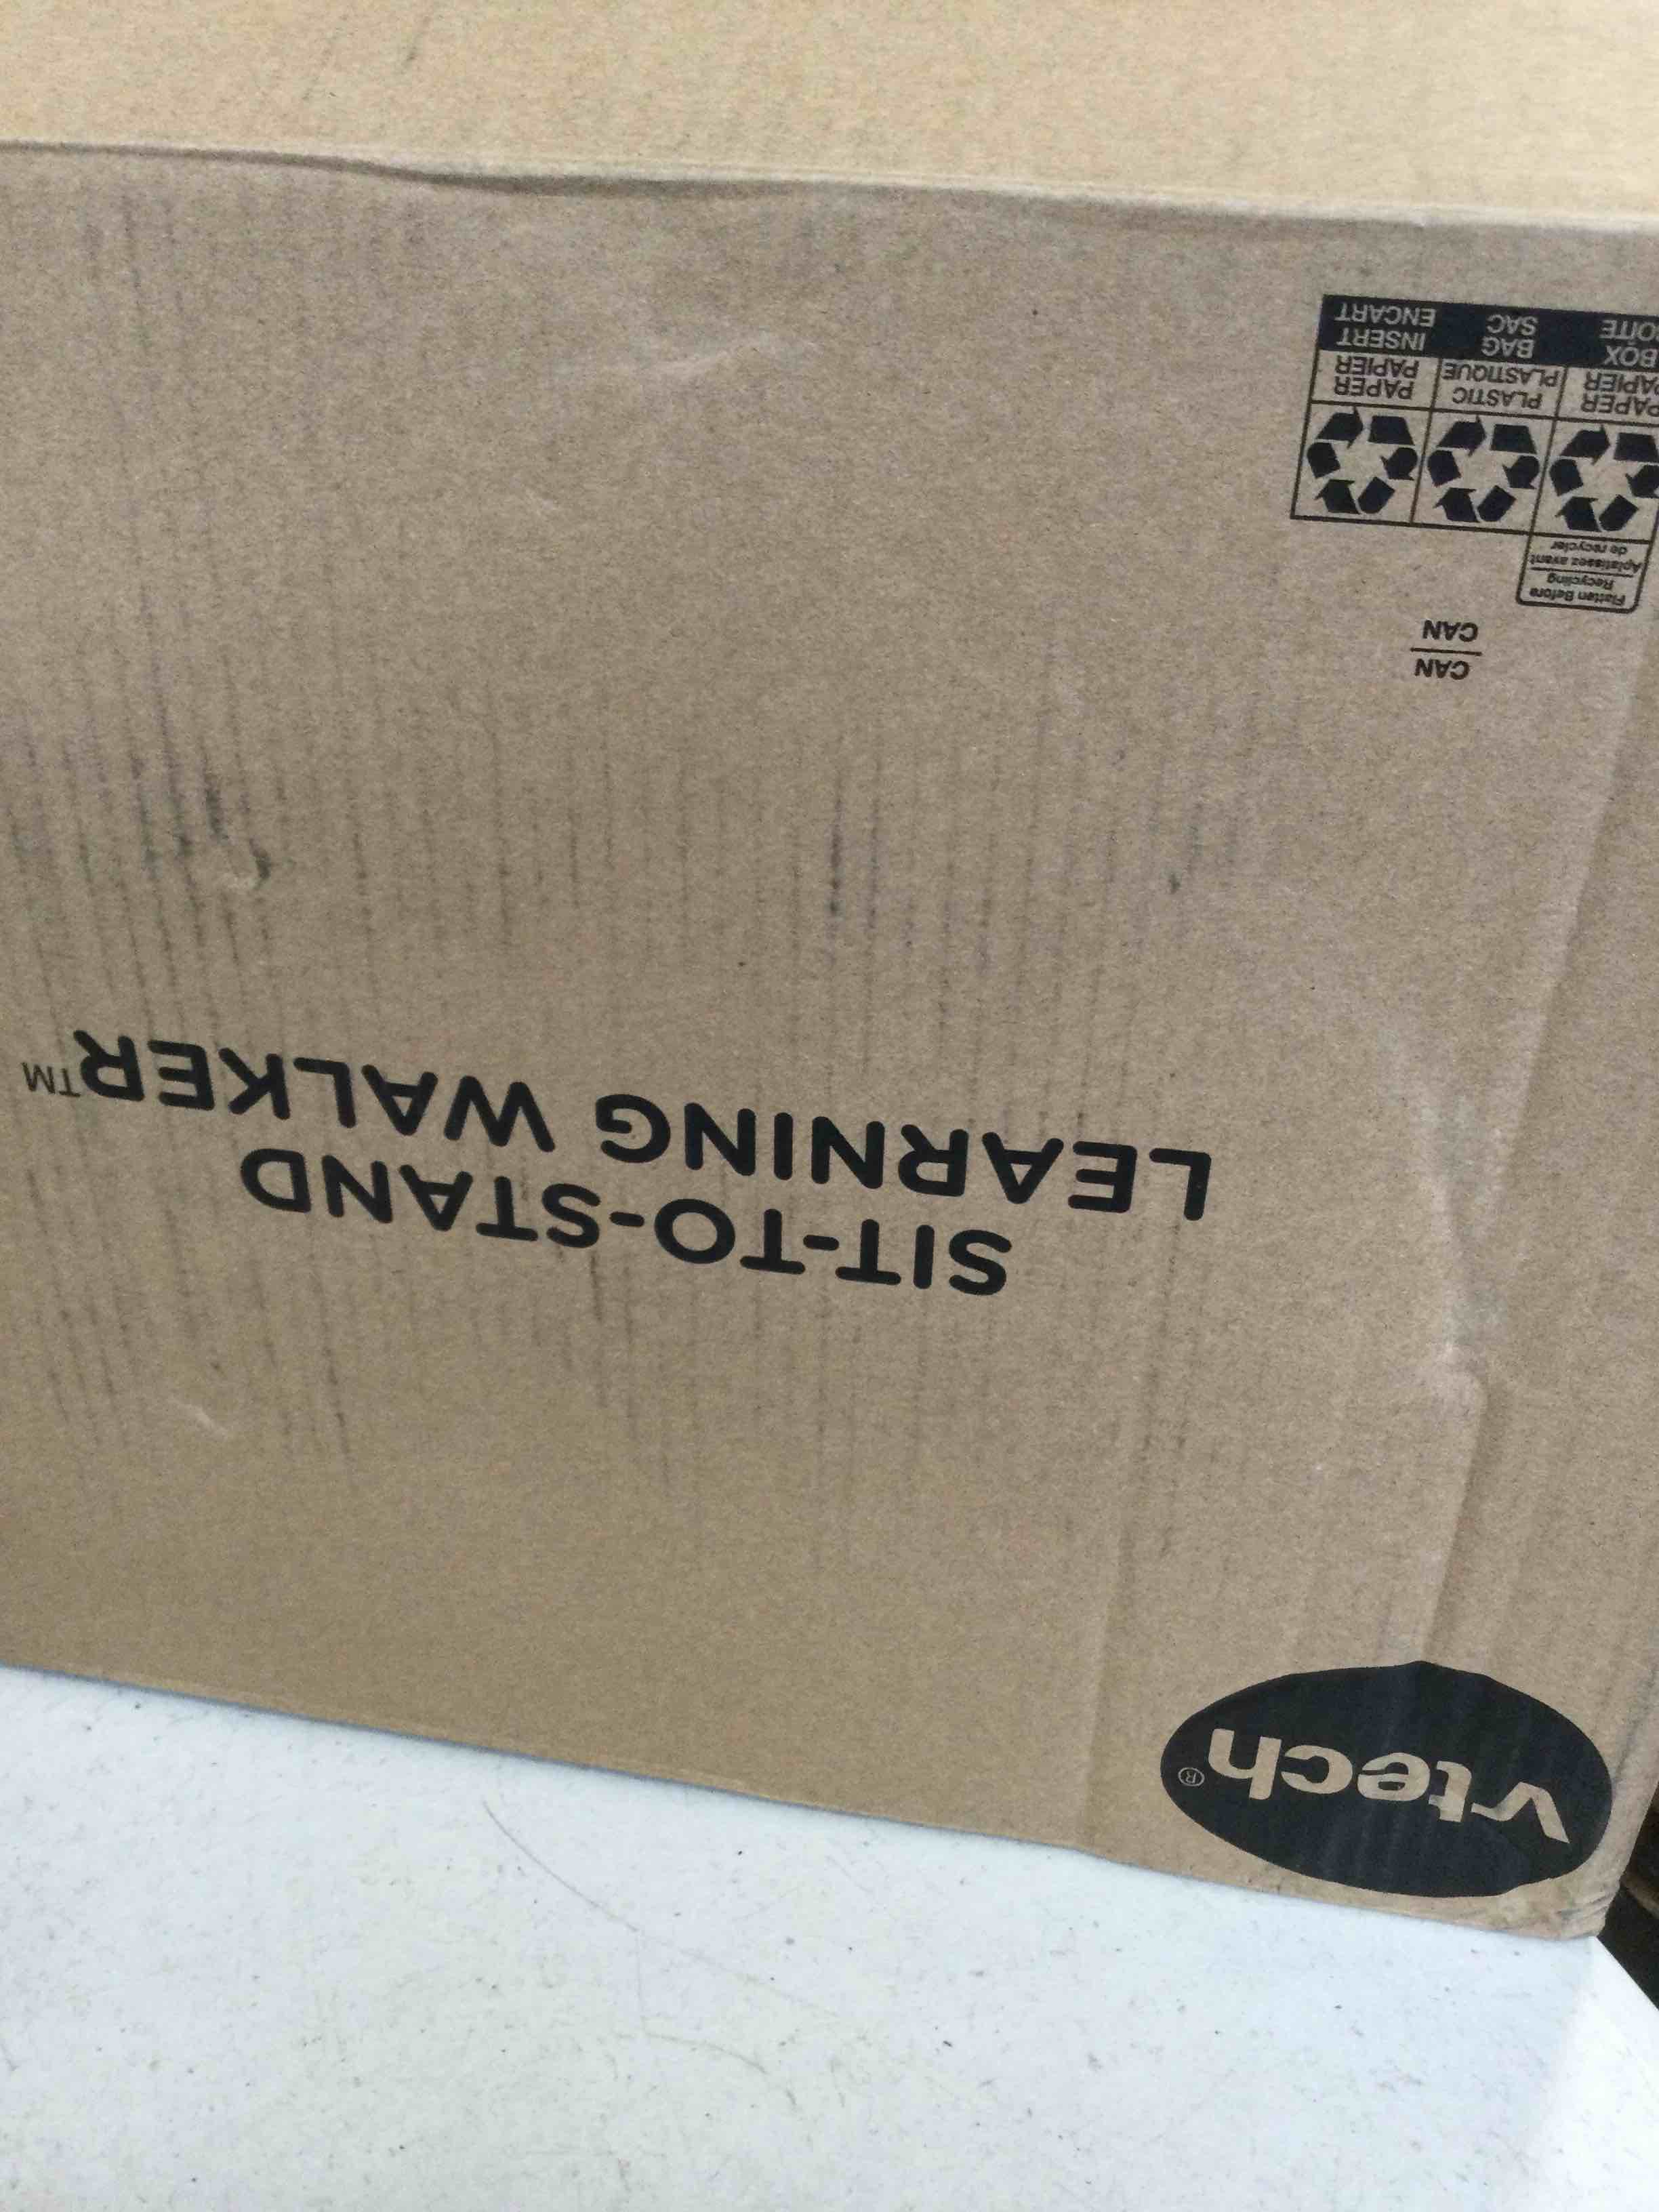 vtech®
SIT-TO-STAND
LEARNING WALKER™
CAN
CAN
Flatten Before
Recycling
Aplatissez avant
de recycler
PAPER PLASTIC PAPER
PAPIER PLASTIQUE PAPIER
BOX BAG INSERT
BOÎTE SAC ENCART